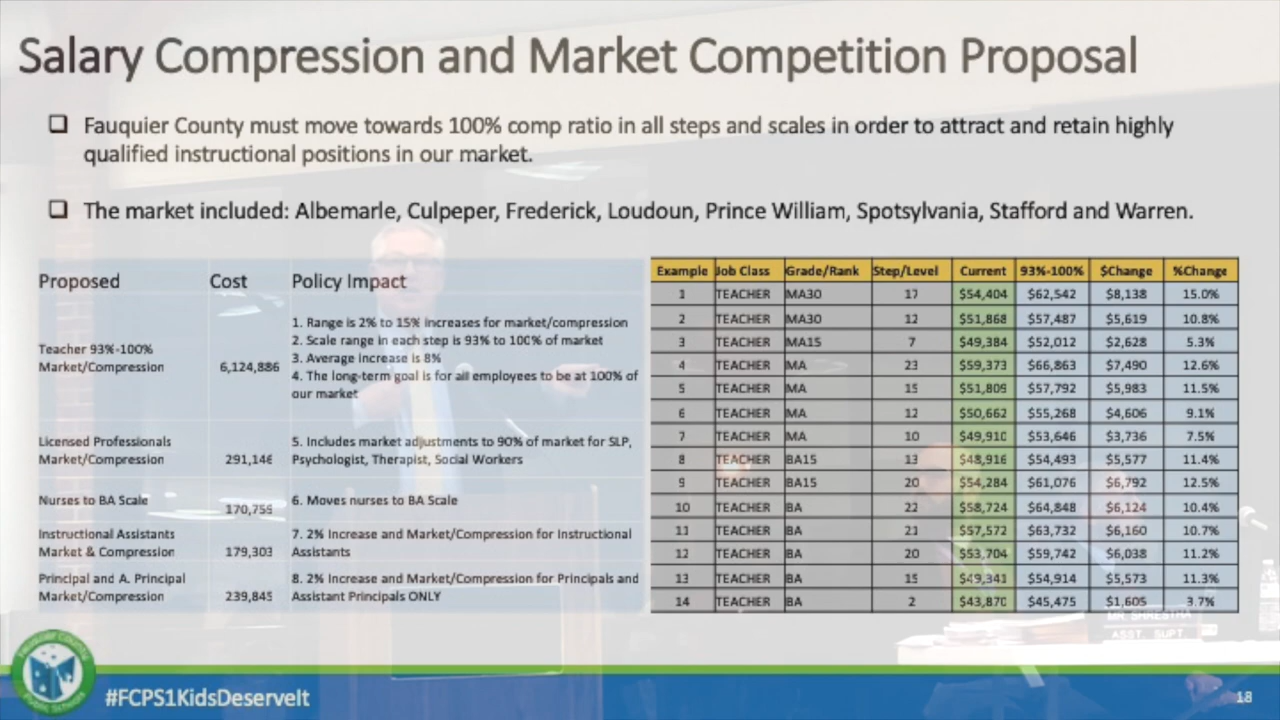 Salary Compression and Market Competition Proposal
Fauquier County must move towards 100% comp ratio in all steps and scales in order to attract and retain highly
qualified instructional positions in our market.
The market included: Albemarle, Culpeper, Frederick, Loudoun, Prince William, Spotsylvania, Stafford and Warren.
Proposed Cost Policy Impact
Teacher 93%-100%
Market/Compression
6,124,886
1. Range is 2% to 15% increases for market/compression
2. Scale range in each step is 93% to 100% of market
3. Average increase is 8%
4. The long-term goal is for all employees to be at 100% of
our market
Licensed Professionals
Market/Compression
291,146
5. Includes market adjustments to 90% of market for SLP,
Psychologist, Therapist, Social Workers
Nurses to BA Scale
170,759
6. Moves nurses to BA Scale
Instructional Assistants
Market & Compression
179,303
7. 2% Increase and Market/Compression for Instructional
Assistants
Principal and A. Principal
Market/Compression
239,845
8. 2% Increase and Market/Compression for Principals and
Assistant Principals ONLY
Example Job Class Grade/Rank Step/Level Current 93%-100% $Change %Change
1 TEACHER MA30 17 $54,404 $62,542 $8,138 15.0%
2 TEACHER MA30 12 $51,868 $57,487 $5,619 10.8%
3 TEACHER MA15 7 $49,384 $52,012 $2,628 5.3%
4 TEACHER MA 23 $59,373 $66,863 $7,490 12.6%
5 TEACHER MA 15 $51,809 $57,792 $5,983 11.5%
6 TEACHER MA 12 $50,662 $55,268 $4,606 9.1%
7 TEACHER MA 10 $49,910 $53,646 $3,736 7.5%
8 TEACHER BA15 13 $48,916 $54,493 $5,577 11.4%
9 TEACHER BA15 20 $54,284 $61,076 $6,792 12.5%
10 TEACHER BA 22 $58,724 $64,848 $6,124 10.4%
11 TEACHER BA 21 $57,572 $63,732 $6,160 10.7%
12 TEACHER BA 20 $53,704 $59,742 $6,038 11.2%
13 TEACHER BA 15 $49,341 $54,914 $5,573 11.3%
14 TEACHER BA 2 $43,870 $45,475 $1,605 3.7%
MR. SHRESTHA
ASST. SUPT.
Fauquier County
Public Schools
#FCPS1KidsDeserveIt
18